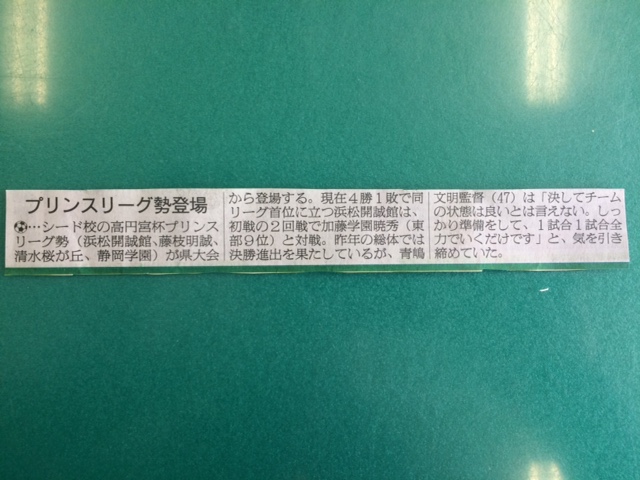 プリンスリーグ勢登場
⚽…シード校の高円宮杯プリンス
リーグ勢（浜松開誠館、藤枝明誠、
清水桜が丘、静岡学園）が県大会
から登場する。現在４勝１敗で同
リーグ首位に立つ浜松開誠館は、
初戦の２回戦で加藤学園暁秀（東
部９位）と対戦。昨年の総体では
決勝進出を果たしているが、青嶋
文明監督（47）は「決してチーム
の状態は良いとは言えない。しっ
かり準備をして、１試合１試合全
力でいくだけです」と、気を引き
締めていた。